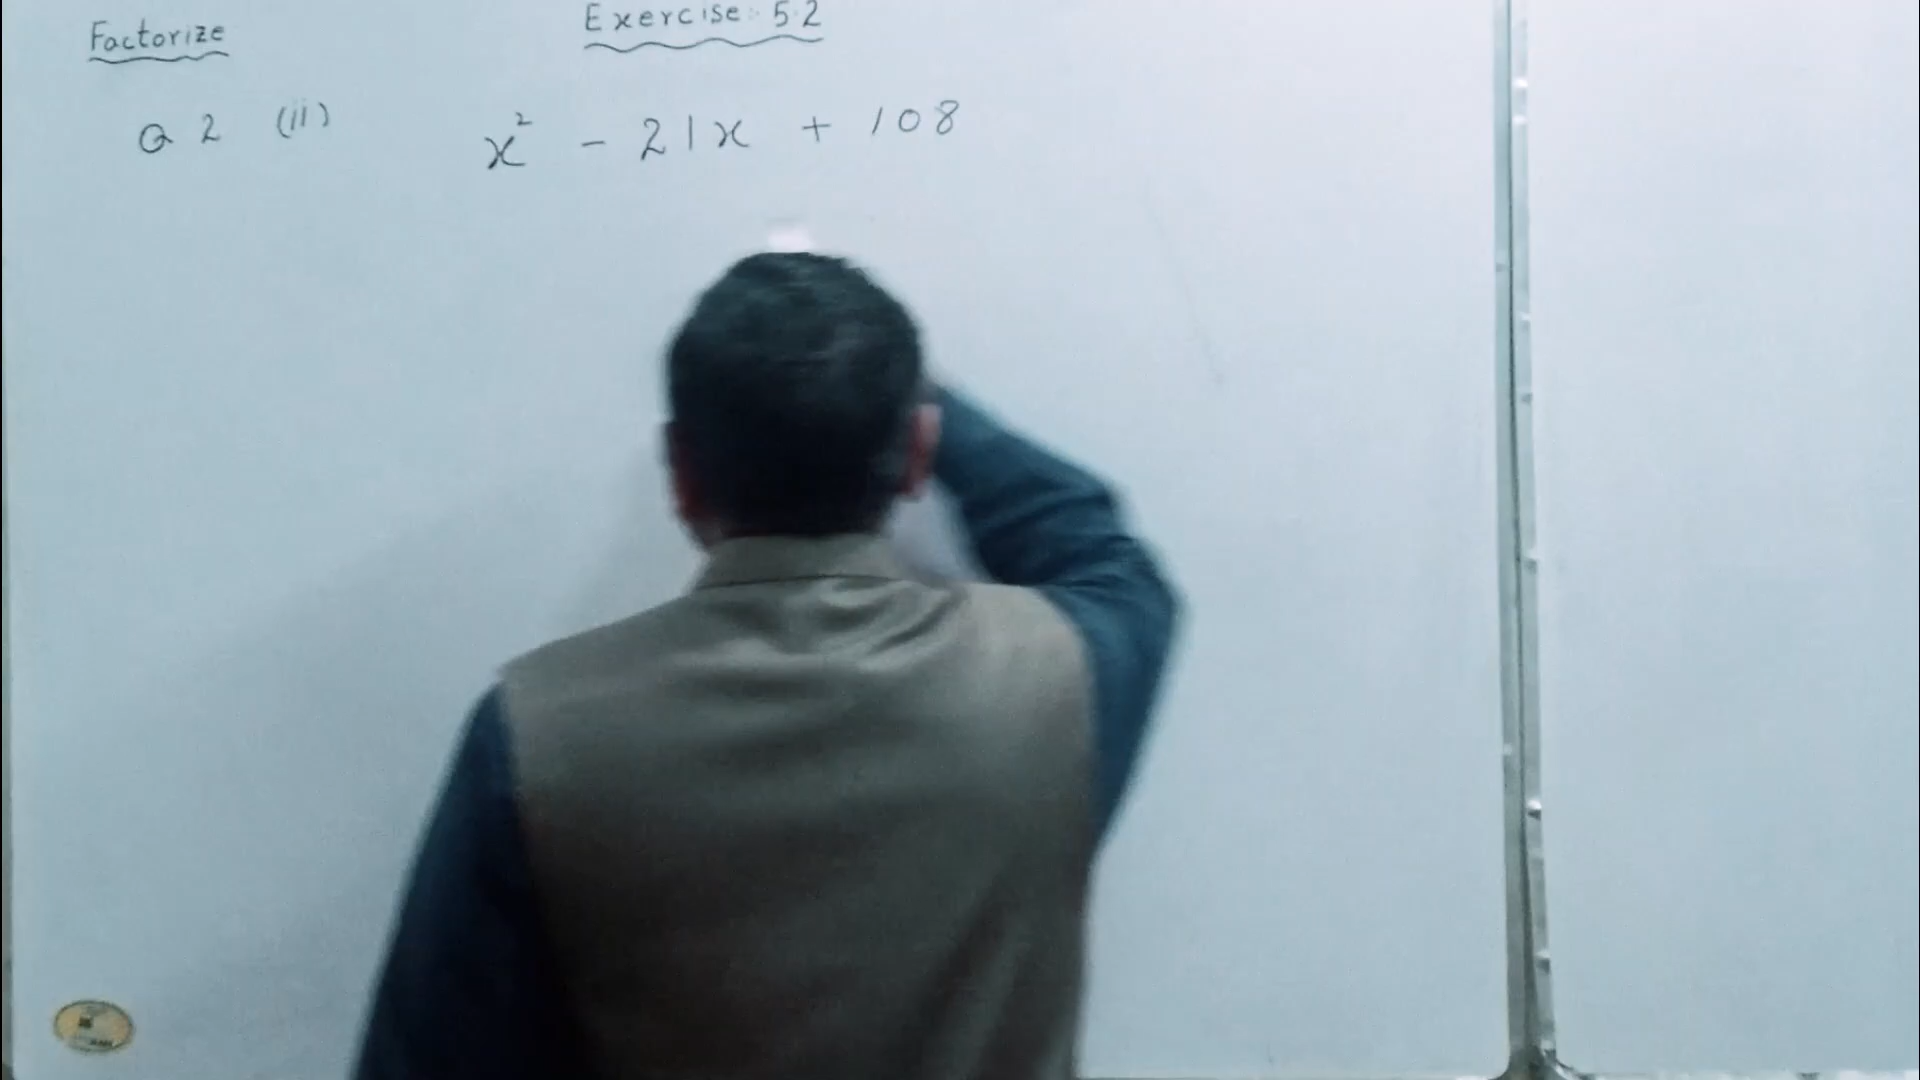 Factorize
Exercise: 5.2
Q 2 (ii) x² - 21x + 108